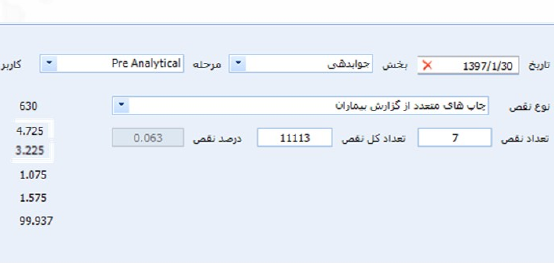 تاریخ 1397/1/30 بخش جوابدهی مرحله Pre Analytical کاربر
نوع نقص چاپ های متعدد از گزارش بیماران 630
تعداد نقص 7 تعداد کل نقص 11113 درصد نقص 0.063 4.725
3.225
1.075
1.575
99.937